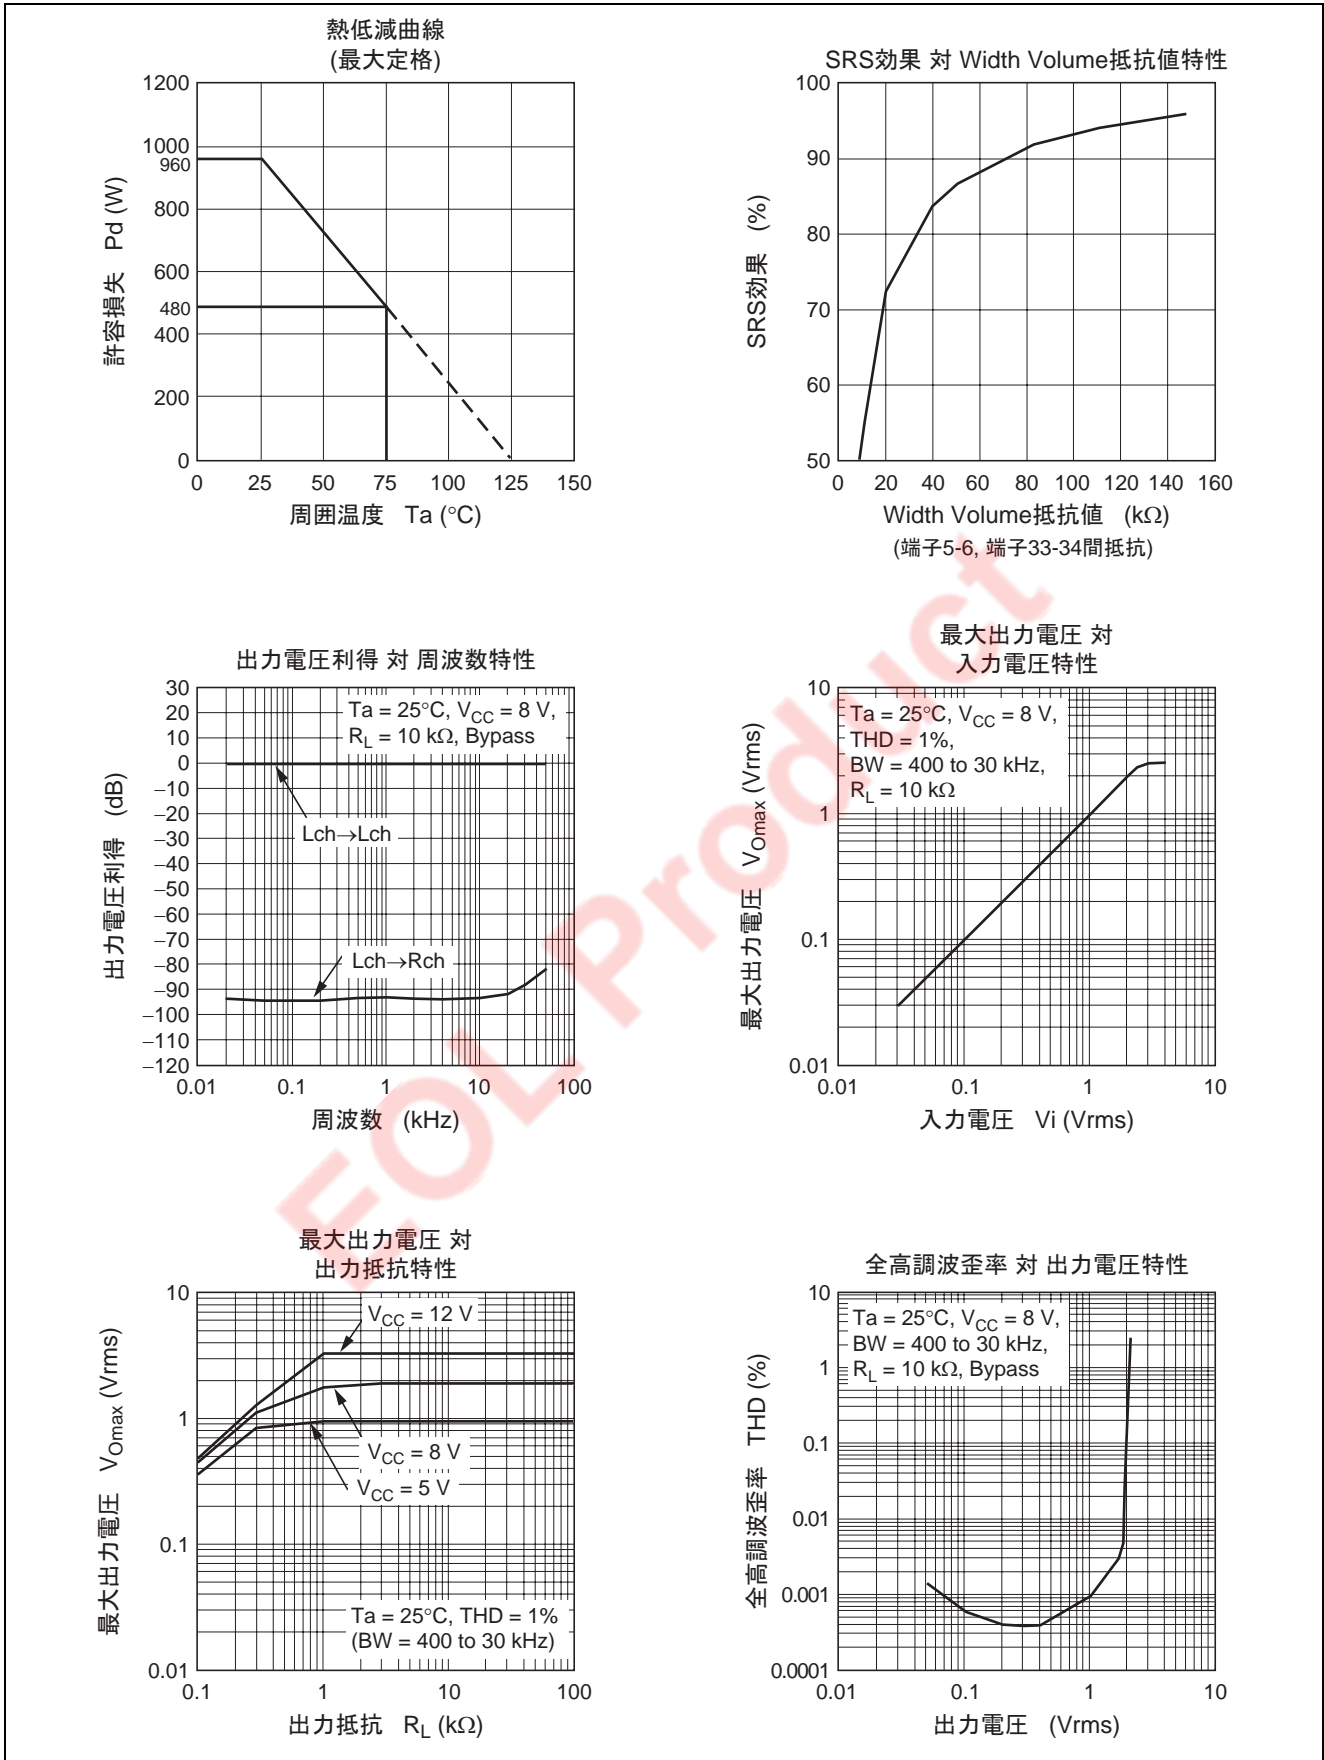 熱低減曲線
(最大定格)
1200
1000
960
800
600
480
400
200
0
0 25 50 75 100 125 150
許容損失 Pd (W)
周囲温度 Ta (°C)
SRS効果 対 Width Volume抵抗値特性
100
90
80
70
60
50
0 20 40 60 80 100 120 140 160
SRS効果 (%)
Width Volume抵抗値 (kΩ)
(端子5-6, 端子33-34間抵抗)
出力電圧利得 対 周波数特性
30
20
10
0
−10
−20
−30
−40
−50
−60
−70
−80
−90
−100
−110
−120
0.01 0.1 1 10 100
出力電圧利得 (dB)
周波数 (kHz)
Ta = 25°C, VCC = 8 V,
RL = 10 kΩ, Bypass
Lch→Lch
Lch→Rch
最大出力電圧 対
入力電圧特性
10
1
0.1
0.01
0.01 0.1 1 10
最大出力電圧 VOmax (Vrms)
入力電圧 Vi (Vrms)
Ta = 25°C, VCC = 8 V,
THD = 1%,
BW = 400 to 30 kHz,
RL = 10 kΩ
最大出力電圧 対
出力抵抗特性
10
1
0.1
0.01
0.1 1 10 100
最大出力電圧 VOmax (Vrms)
出力抵抗 RL (kΩ)
VCC = 12 V
VCC = 8 V
VCC = 5 V
Ta = 25°C, THD = 1%
(BW = 400 to 30 kHz)
全高調波歪率 対 出力電圧特性
10
1
0.1
0.01
0.001
0.0001
0.01 0.1 1 10
全高調波歪率 THD (%)
出力電圧 (Vrms)
Ta = 25°C, VCC = 8 V,
BW = 400 to 30 kHz,
RL = 10 kΩ, Bypass
EOL Product